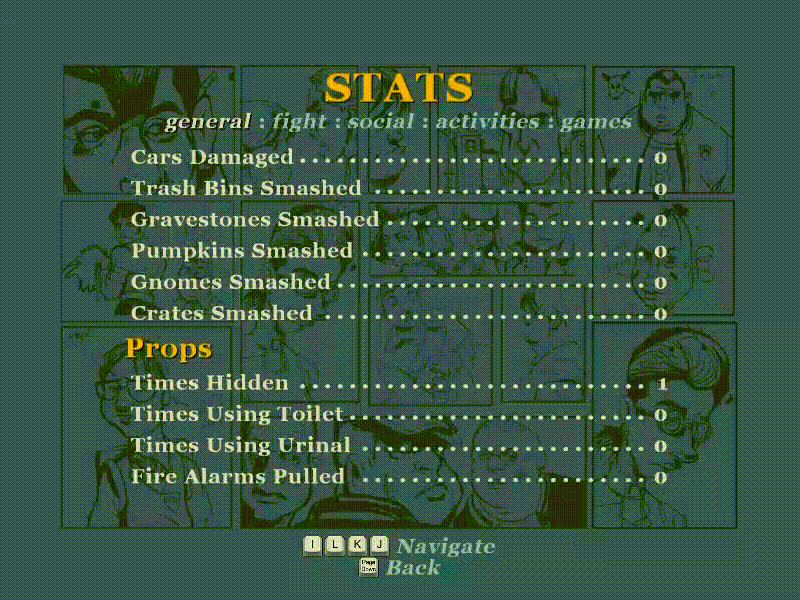 STATS
general : fight : social : activities : games
Cars Damaged . . . . . . . . . . . . . . . . . . . . . . . . . . . . . . 0
Trash Bins Smashed . . . . . . . . . . . . . . . . . . . . . . . . 0
Gravestones Smashed . . . . . . . . . . . . . . . . . . . . . . . 0
Pumpkins Smashed . . . . . . . . . . . . . . . . . . . . . . . . . 0
Gnomes Smashed . . . . . . . . . . . . . . . . . . . . . . . . . . . 0
Crates Smashed . . . . . . . . . . . . . . . . . . . . . . . . . . . . 0
Props
Times Hidden . . . . . . . . . . . . . . . . . . . . . . . . . . . . . . 1
Times Using Toilet . . . . . . . . . . . . . . . . . . . . . . . . . . 0
Times Using Urinal . . . . . . . . . . . . . . . . . . . . . . . . . 0
Fire Alarms Pulled . . . . . . . . . . . . . . . . . . . . . . . . . 0
I L K J Navigate
Page Down Back